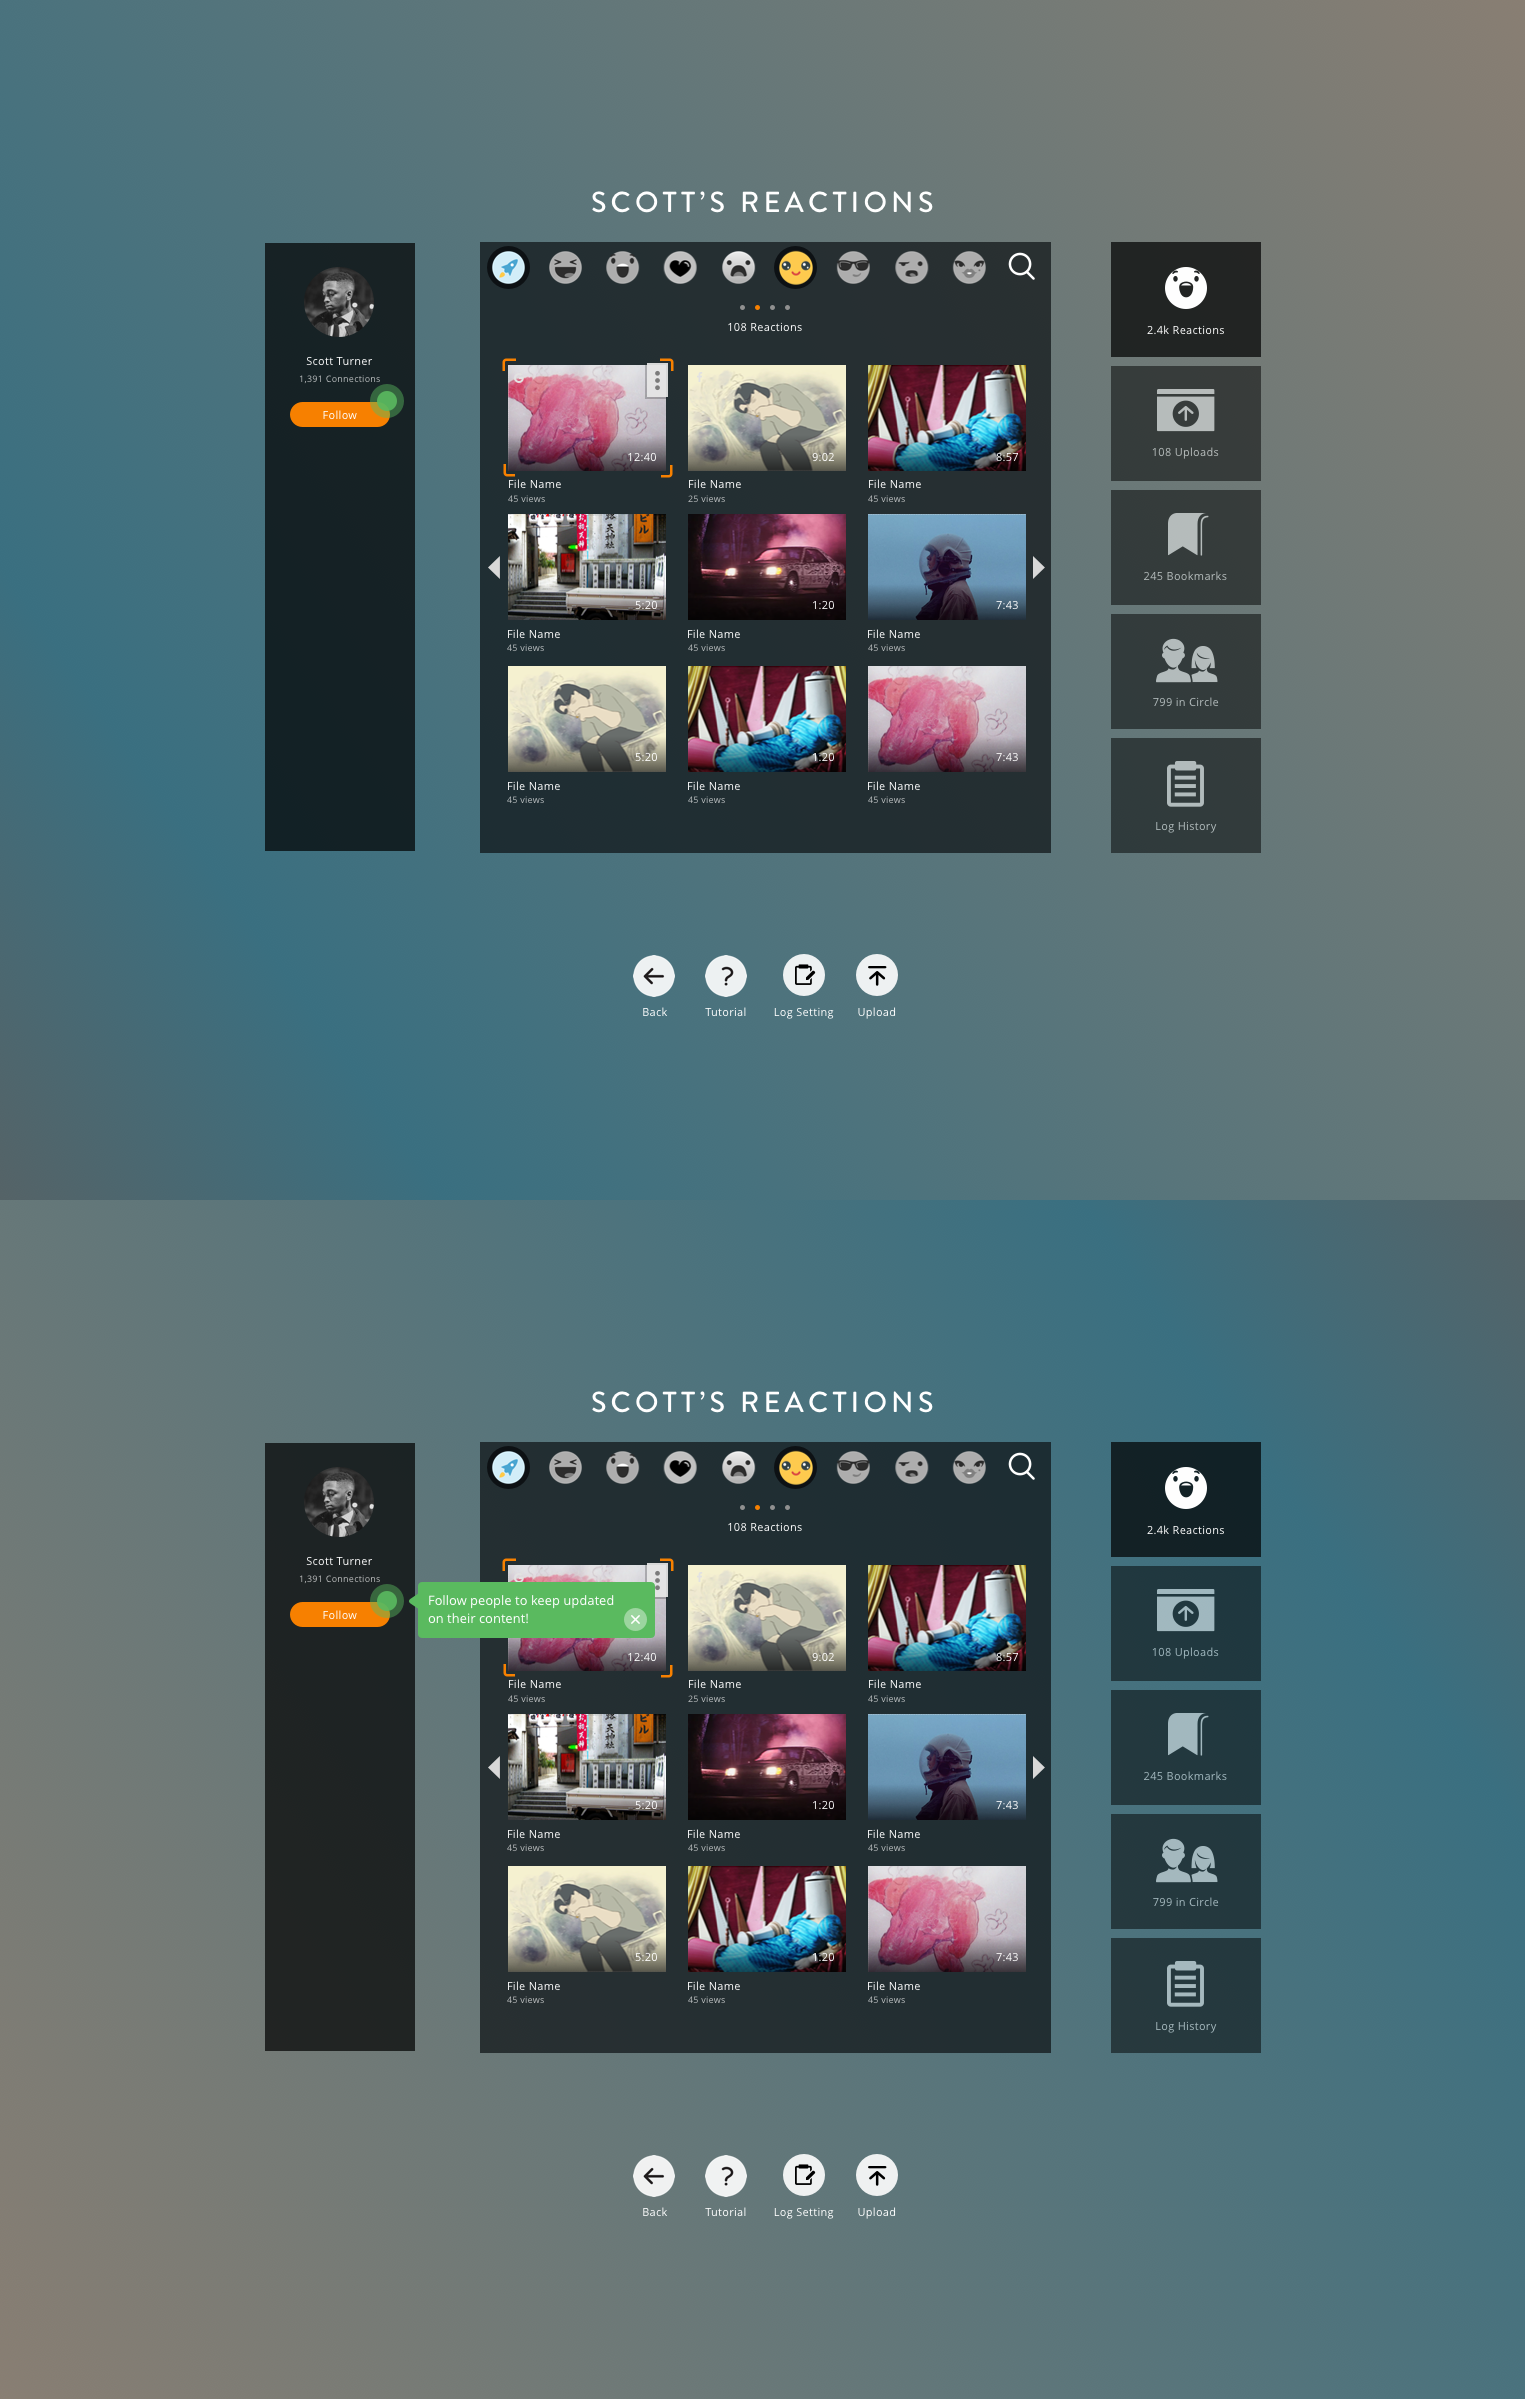 SCOTT'S REACTIONS
Scott Turner
1,391 Connections
Follow
108 Reactions
12:40
9:02
8:57
File Name
File Name
File Name
45 views
25 views
45 views
5:20
1:20
7:43
File Name
File Name
File Name
45 views
45 views
45 views
5:20
1:20
7:43
File Name
File Name
File Name
45 views
45 views
45 views
2.4k Reactions
108 Uploads
245 Bookmarks
799 in Circle
Log History
?
Back
Tutorial
Log Setting
Upload
SCOTT'S REACTIONS
Scott Turner
1,391 Connections
Follow
Follow people to keep updated
on their content!
108 Reactions
12:40
9:02
8:57
File Name
File Name
File Name
45 views
25 views
45 views
5:20
1:20
7:43
File Name
File Name
File Name
45 views
45 views
45 views
5:20
1:20
7:43
File Name
File Name
File Name
45 views
45 views
45 views
2.4k Reactions
108 Uploads
245 Bookmarks
799 in Circle
Log History
?
Back
Tutorial
Log Setting
Upload